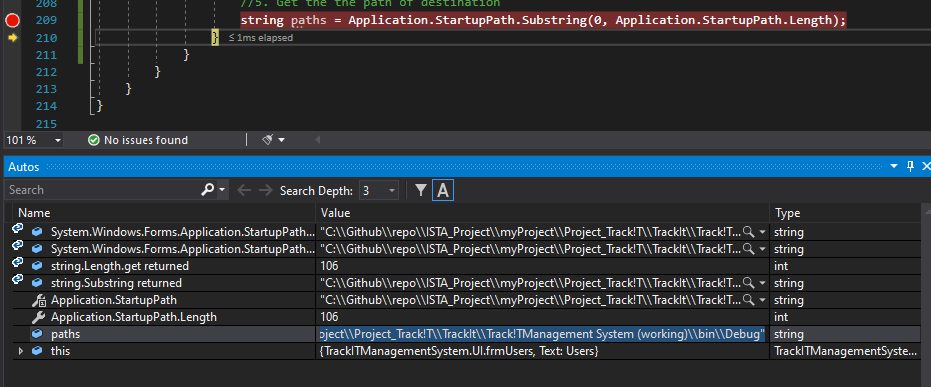 208 //5. Get the the path of destination
209 string paths = Application.StartupPath.Substring(0, Application.StartupPath.Length);
210 } ≤ 1ms elapsed
211 }
212 }
213 }
214 }
215
101 % No issues found
Autos
Search Search Depth: 3 A
Name Value Type
System.Windows.Forms.Application.StartupPath... "C:\\Github\\repo\\ISTA_Project\\myProject\\Project_Track!T\\TrackIt\\Track!T... string
System.Windows.Forms.Application.StartupPath... "C:\\Github\\repo\\ISTA_Project\\myProject\\Project_Track!T\\TrackIt\\Track!T... string
string.Length.get returned 106 int
string.Substring returned "C:\\Github\\repo\\ISTA_Project\\myProject\\Project_Track!T\\TrackIt\\Track!T... string
Application.StartupPath "C:\\Github\\repo\\ISTA_Project\\myProject\\Project_Track!T\\TrackIt\\Track!T... string
Application.StartupPath.Length 106 int
paths oject\\Project_Track!T\\TrackIt\\Track!TManagement System (working)\\bin\\Debug" string
this {Track!TManagementSystem.UI.frmUsers, Text: Users} Track!TManagementSyste...